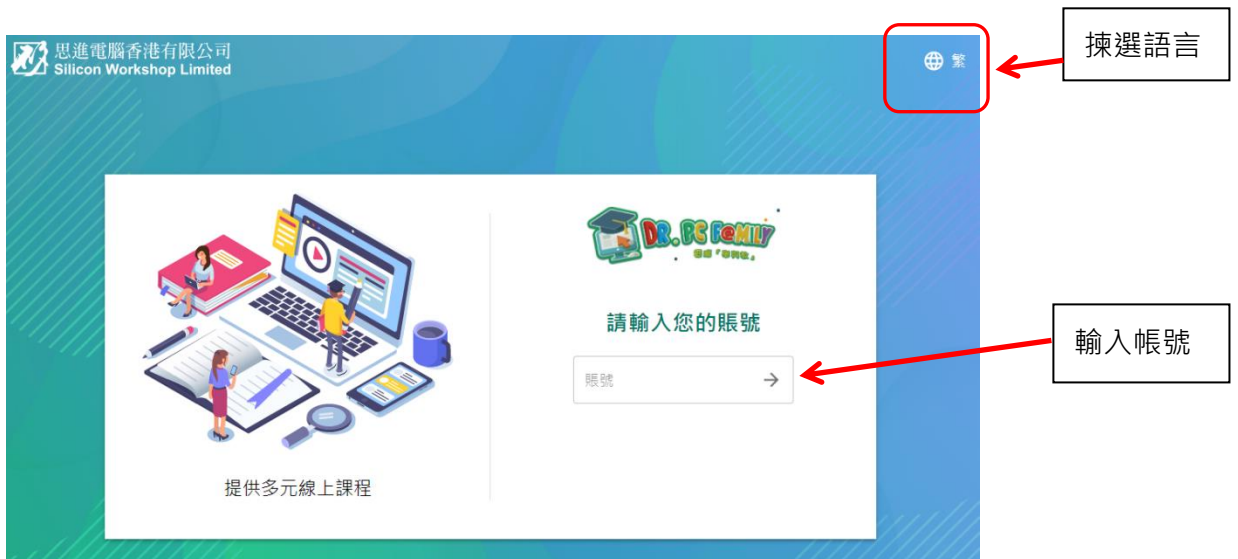 思進電腦香港有限公司
Silicon Workshop Limited
繁
揀選語言
DR. PC F@MILY
請輸入您的賬號
賬號
輸入帳號
提供多元線上課程